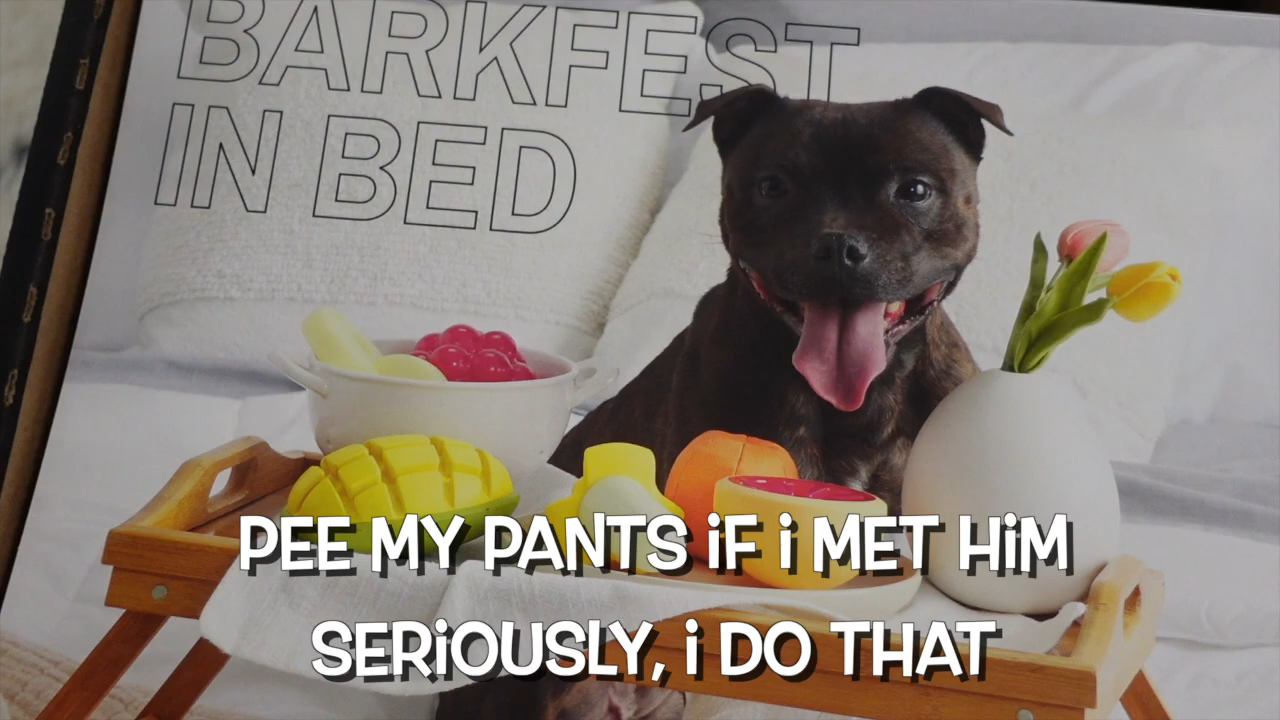 BARKFEST
IN BED
PEE MY PANTS iF i MET HiM
SERiOUSLY, i DO THAT